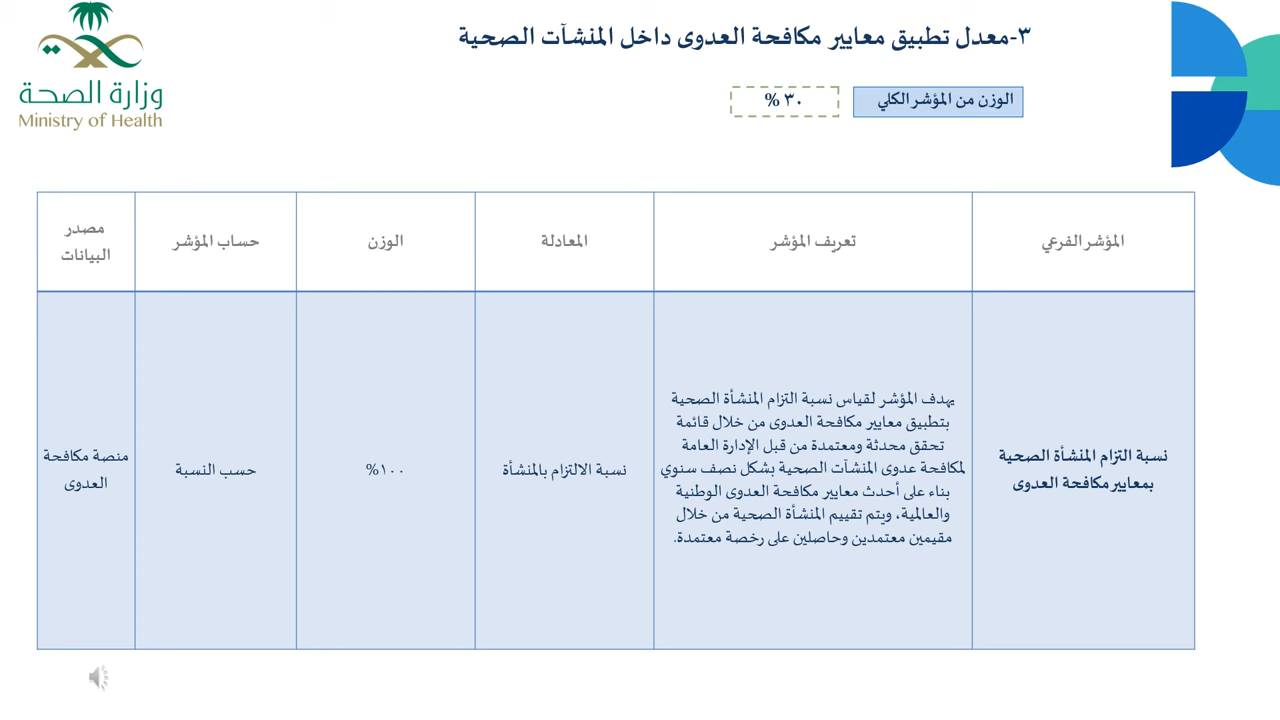 وزارة الصحة
Ministry of Health
٣-معدل تطبيق معايير مكافحة العدوى داخل المنشآت الصحية
الوزن من المؤشر الكلي
٣٠ %
المؤشر الفرعي
تعريف المؤشر
المعادلة
الوزن
حساب المؤشر
مصدر
البيانات
نسبة التزام المنشأة الصحية
بمعايير مكافحة العدوى
يهدف المؤشر لقياس نسبة التزام المنشأة الصحية
بتطبيق معايير مكافحة العدوى من خلال قائمة
تحقق محدثة ومعتمدة من قبل الإدارة العامة
لمكافحة عدوى المنشآت الصحية بشكل نصف سنوي
بناء على أحدث معايير مكافحة العدوى الوطنية
والعالمية، ويتم تقييم المنشأة الصحية من خلال
مقيمين معتمدين وحاصلين على رخصة معتمدة.
نسبة الالتزام بالمنشأة
١٠٠%
حسب النسبة
منصة مكافحة
العدوى